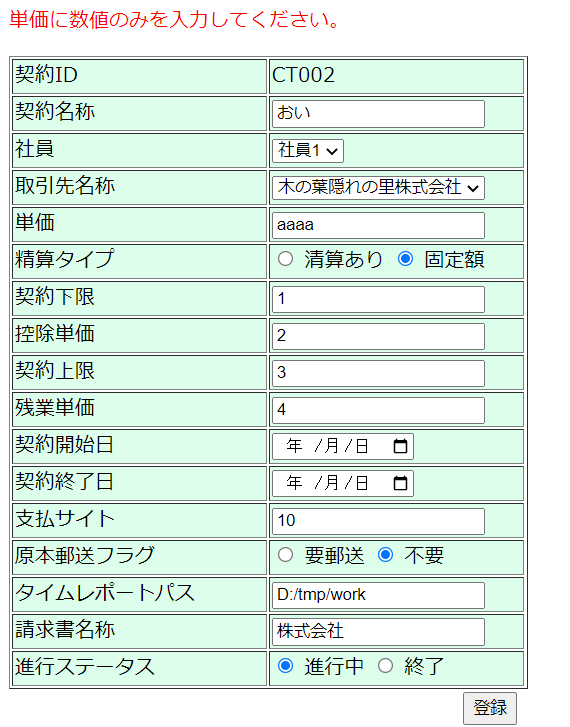 単価に数値のみを入力してください。
契約ID CT002
契約名称 おい
社員 社員1
取引先名称 木の葉隠れの里株式会社
単価 aaaa
精算タイプ 清算あり 固定額
契約下限 1
控除単価 2
契約上限 3
残業単価 4
契約開始日 年 /月/日
契約終了日 年 /月/日
支払サイト 10
原本郵送フラグ 要郵送 不要
タイムレポートパス D:/tmp/work
請求書名称 株式会社
進行ステータス 進行中 終了
登録